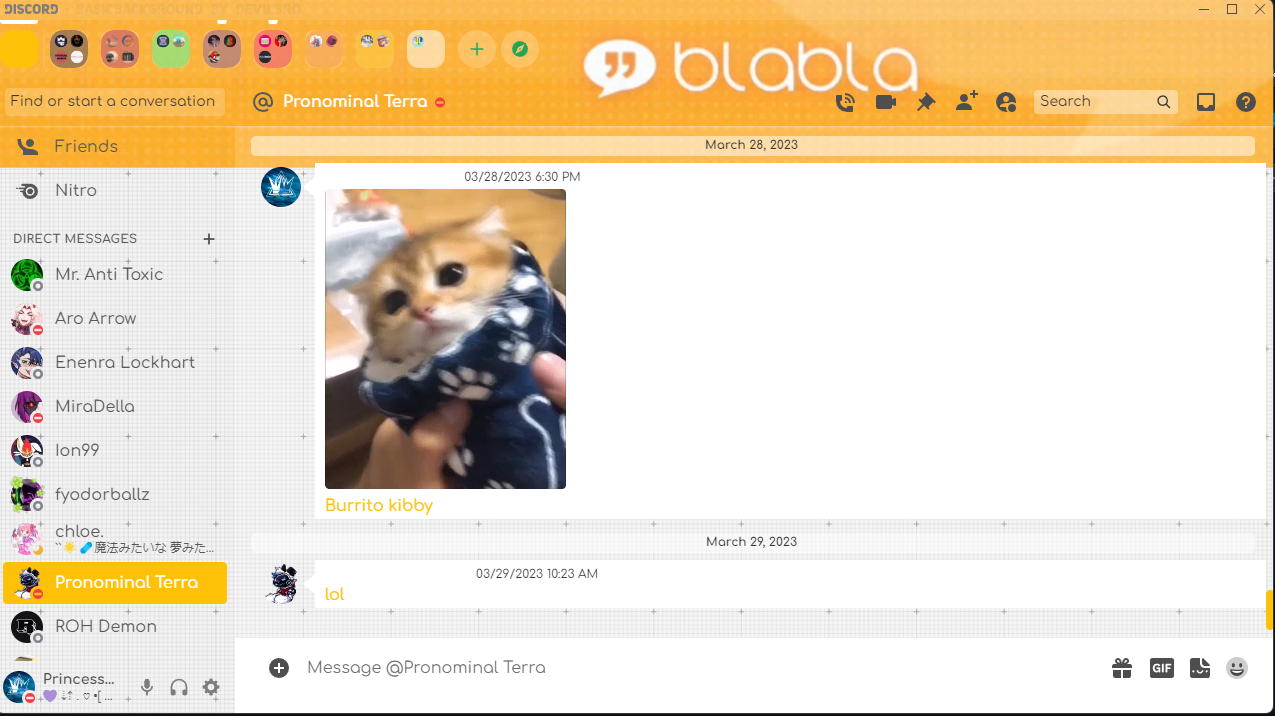 DISCORD
blabla
Find or start a conversation
Pronominal Terra
Search
Friends
March 28, 2023
Nitro
03/28/2023 6:30 PM
DIRECT MESSAGES
Mr. Anti Toxic
Aro Arrow
Enenra Lockhart
MiraDella
Ion99
fyodorballz
Burrito kibby
chloe.
魔法みたいな 夢みた...
March 29, 2023
Pronominal Terra
03/29/2023 10:23 AM
lol
ROH Demon
Message @Pronominal Terra
GIF
Princess...